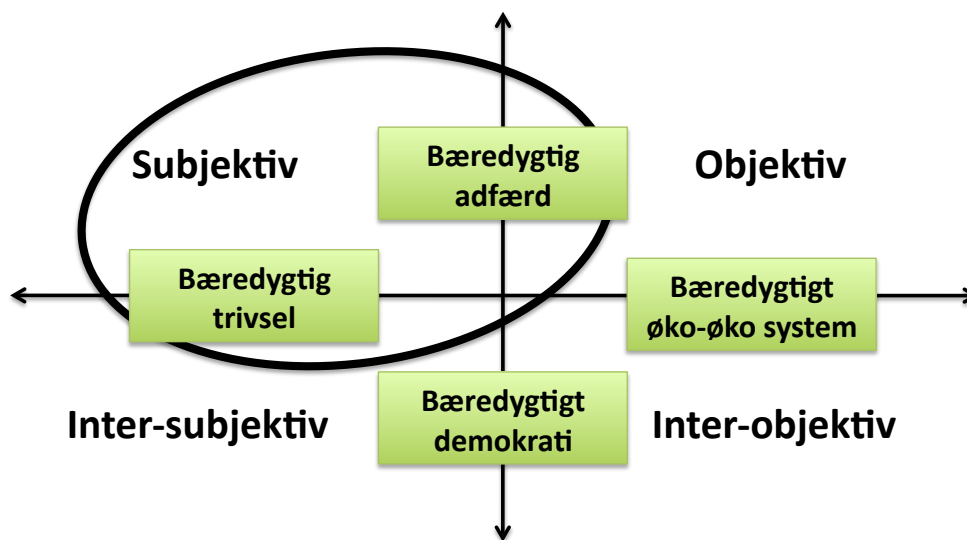 Subjektiv
Bæredygtig
adfærd
Objektiv
Bæredygtig
trivsel
Bæredygtigt
øko-øko system
Inter-subjektiv
Bæredygtigt
demokrati
Inter-objektiv